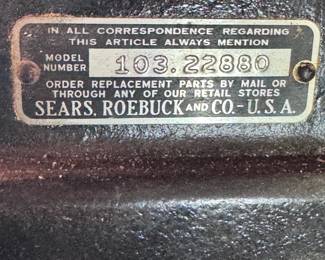 IN ALL CORRESPONDENCE REGARDING
THIS ARTICLE ALWAYS MENTION
MODEL NUMBER 103.22880
ORDER REPLACEMENT PARTS BY MAIL OR
THROUGH ANY OF OUR RETAIL STORES
SEARS, ROEBUCK AND CO.-U.S.A.